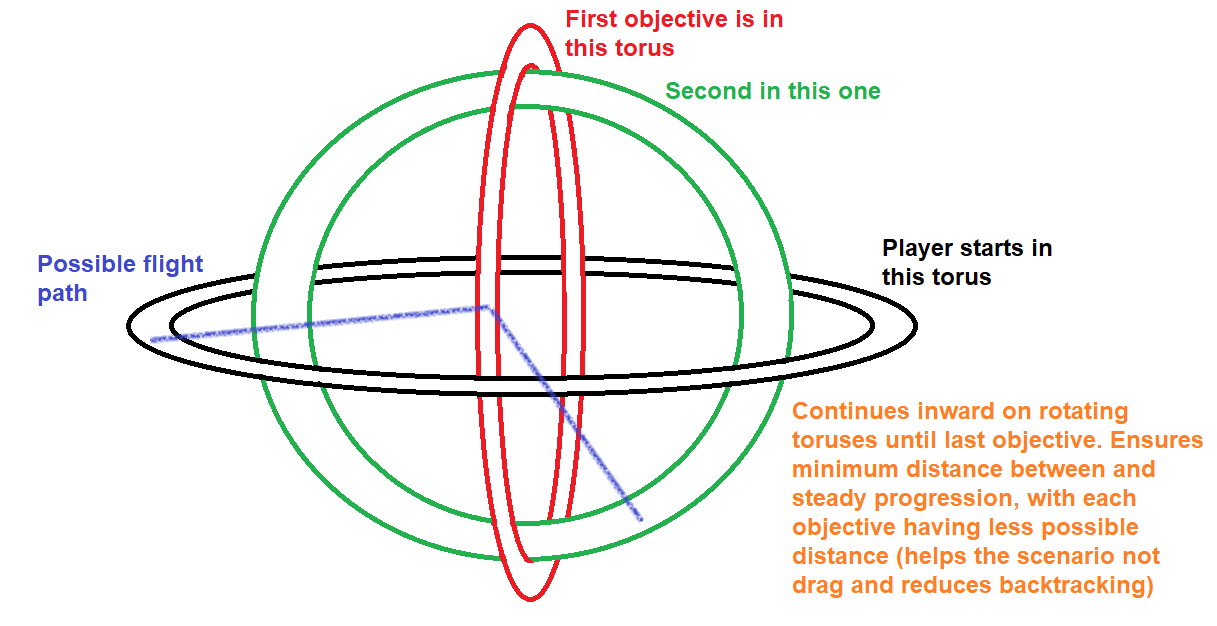 First objective is in
this torus
Second in this one
Player starts in
this torus
Possible flight
path
Continues inward on rotating
toruses until last objective. Ensures
minimum distance between and
steady progression, with each
objective having less possible
distance (helps the scenario not
drag and reduces backtracking)